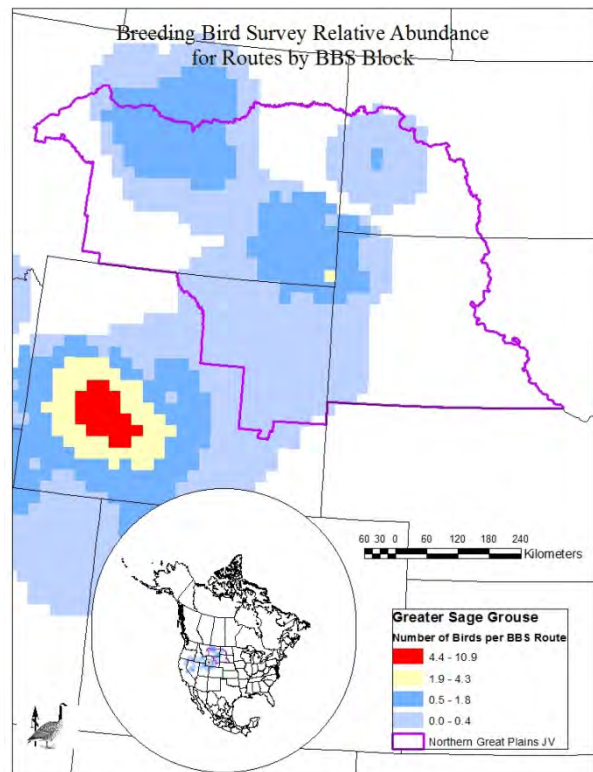 Breeding Bird Survey Relative Abundance
for Routes by BBS Block
60 30 0 60 120 180 240
Kilometers
Greater Sage Grouse
Number of Birds per BBS Route
4.4 - 10.9
1.9 - 4.3
0.5 - 1.8
0.0 - 0.4
Northern Great Plains JV